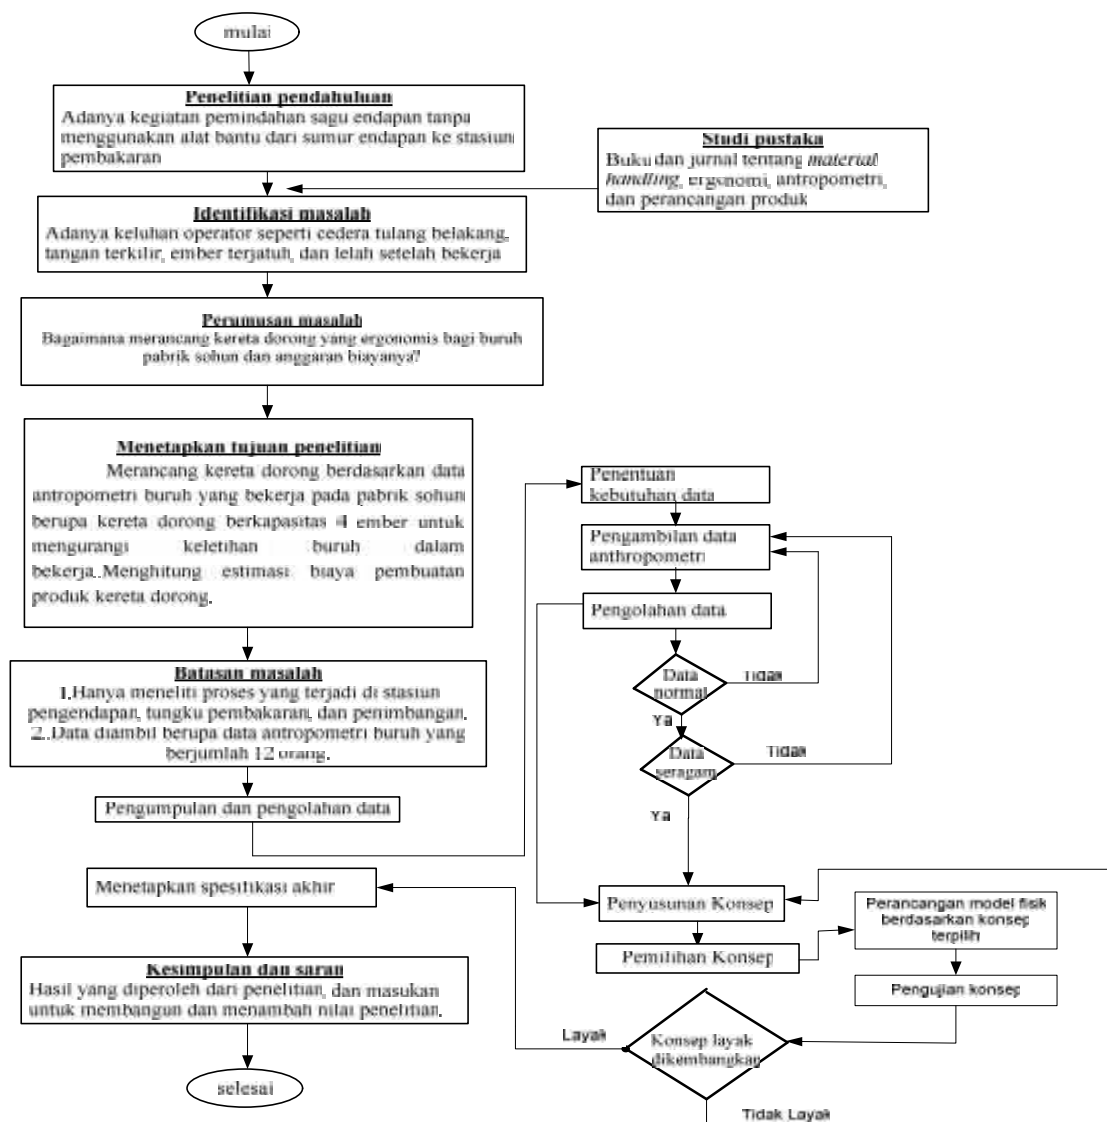 mulai
Penelitian pendahuluan
Adanya kegiatan pemindahan sagu endapan tanpa
menggunakan alat bantu dari sumur endapan ke stasiun
pembakaran
Studi pustaka
Buku dan jurnal tentang material
handling, ergonomi, antropometri,
dan perancangan produk
Identifikasi masalah
Adanya keluhan operator seperti cedera tulang belakang,
tangan terkilir, ember terjatuh, dan lelah setelah bekerja
Perumusan masalah
Bagaimana merancang kereta dorong yang ergonomis bagi buruh
pabrik sohun dan anggaran biayanya?
Menetapkan tujuan penelitian
Merancang kereta dorong berdasarkan data
antropometri buruh yang bekerja pada pabrik sohun
berupa kereta dorong berkapasitas 4 ember untuk
mengurangi keletihan buruh dalam
bekerja..Menghitung estimasi biaya pembuatan
produk kereta dorong.
Batasan masalah
1.Hanya meneliti proses yang terjadi di stasiun
pengendapan, tungku pembakaran, dan penimbangan.
2..Data diambil berupa data antropometri buruh yang
berjumlah 12 orang.
Pengumpulan dan pengolahan data
Penentuan
kebutuhan data
Pengambilan data
anthropometri
Pengolahan data
Data
normal
Tidak
Ya
Data
seragam
Tidak
Ya
Penyusunan Konsep
Pemilihan Konsep
Perancangan model fisik
berdasarkan konsep
terpilih
Pengujian konsep
Konsep layak
dikembangkan
Layak
Tidak Layak
Menetapkan spesifikasi akhir
Kesimpulan dan saran
Hasil yang diperoleh dari penelitian, dan masukan
untuk membangun dan menambah nilai penelitian.
selesai